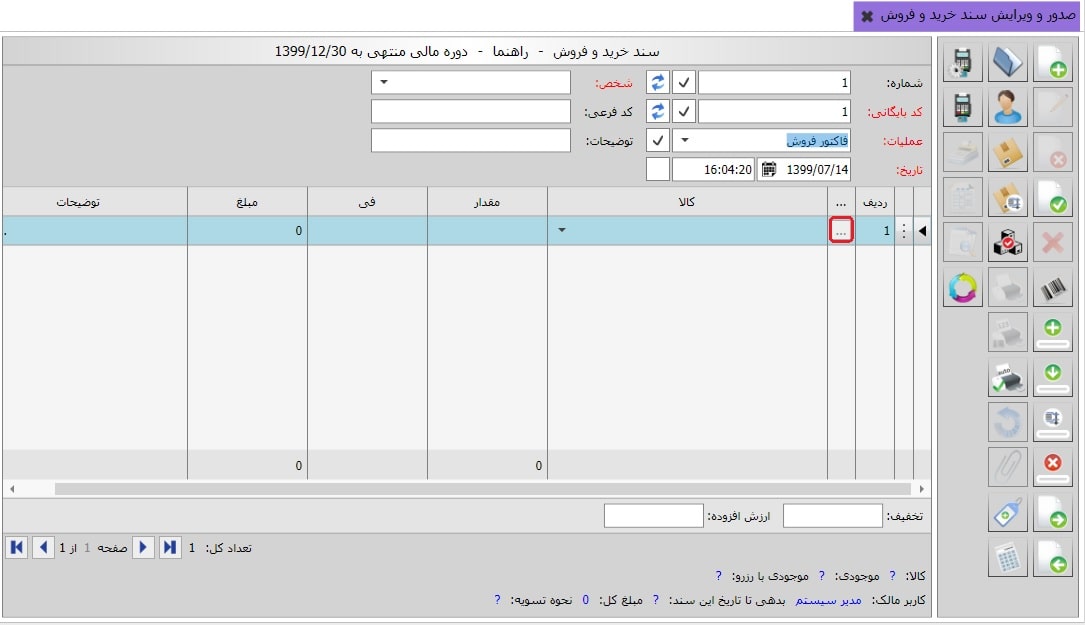 صدور و ویرایش سند خرید و فروش
سند خرید و فروش - راهنما - دوره مالی منتهی به 1399/12/30
شماره: 1 شخص:
کد بایگانی: 1 کد فرعی:
عملیات: فاکتور فروش توضیحات:
تاریخ: 1399/07/14 16:04:20
ردیف ... کالا مقدار فی مبلغ توضیحات
1 ... 0 .
0 0
تخفیف: ارزش افزوده:
تعداد کل: 1 صفحه 1 از 1
کالا: ? موجودی: ? موجودی با رزرو: ?
کاربر مالک: مدیر سیستم بدهی تا تاریخ این سند: ? مبلغ کل: 0 نحوه تسویه: ?
auto